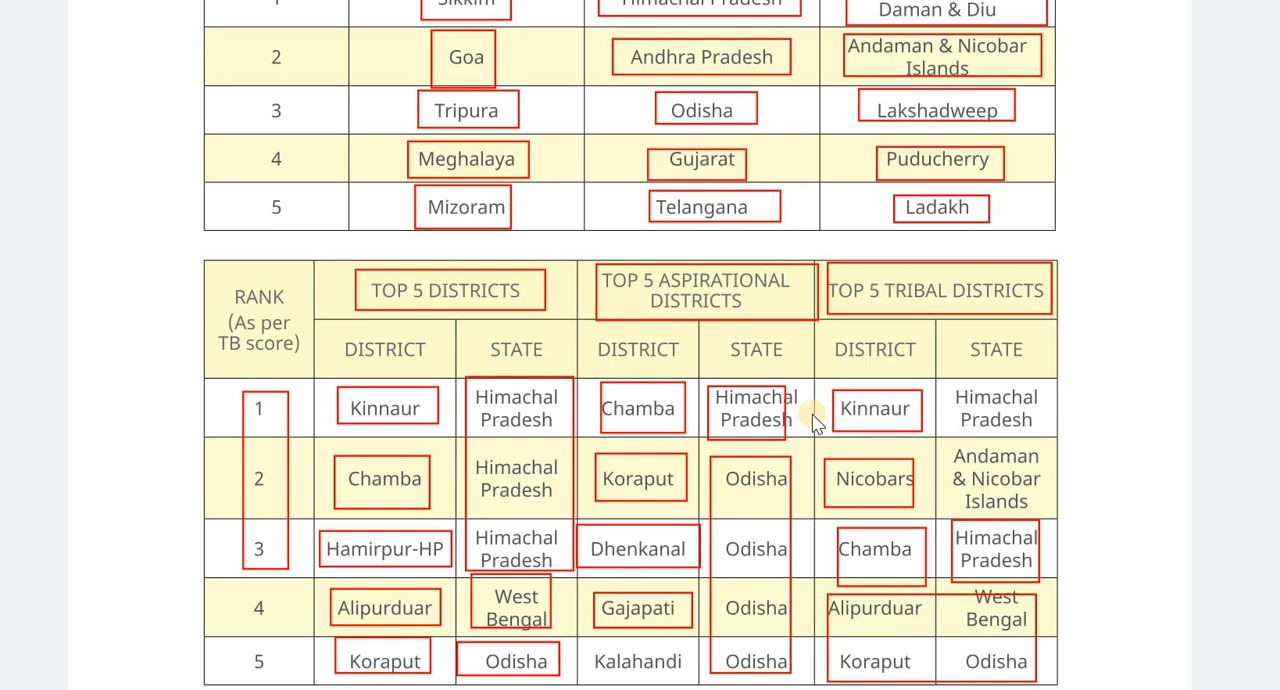 1 Sikkim Himachal Pradesh Daman & Diu
2 Goa Andhra Pradesh Andaman & Nicobar Islands
3 Tripura Odisha Lakshadweep
4 Meghalaya Gujarat Puducherry
5 Mizoram Telangana Ladakh
RANK (As per TB score) TOP 5 DISTRICTS TOP 5 ASPIRATIONAL DISTRICTS TOP 5 TRIBAL DISTRICTS
DISTRICT STATE DISTRICT STATE DISTRICT STATE
1 Kinnaur Himachal Pradesh Chamba Himachal Pradesh Kinnaur Himachal Pradesh
2 Chamba Himachal Pradesh Koraput Odisha Nicobars Andaman & Nicobar Islands
3 Hamirpur-HP Himachal Pradesh Dhenkanal Odisha Chamba Himachal Pradesh
4 Alipurduar West Bengal Gajapati Odisha Alipurduar West Bengal
5 Koraput Odisha Kalahandi Odisha Koraput Odisha